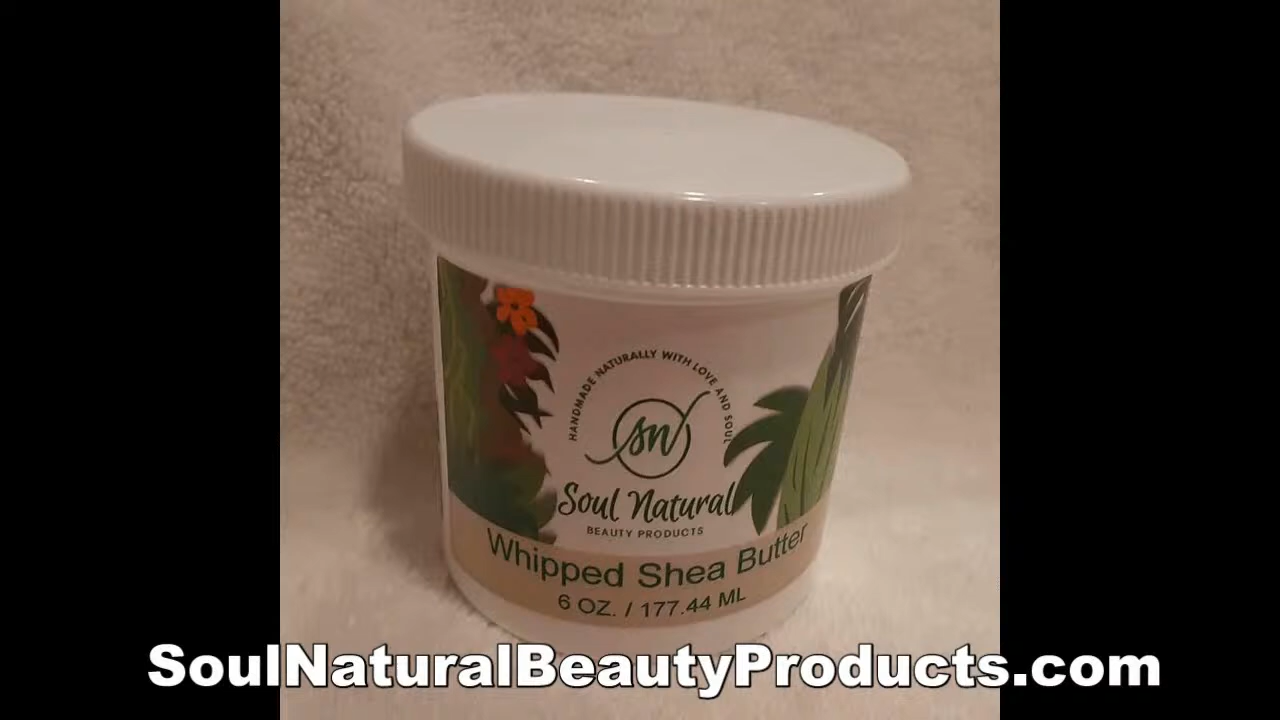 HANDMADE NATURALLY WITH LOVE AND SOUL
sn
Soul Natural
BEAUTY PRODUCTS
Whipped Shea Butter
6 OZ. / 177.44 ML
SoulNaturalBeautyProducts.com